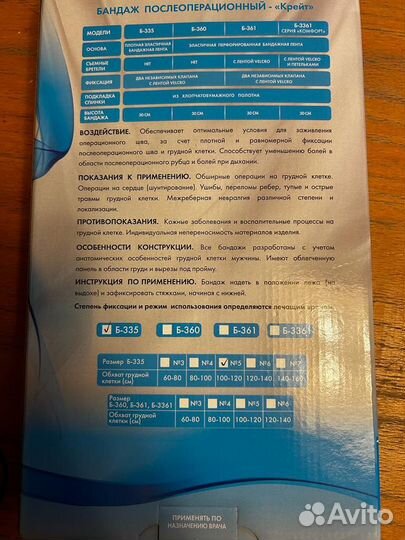 БАНДАЖ ПОСЛЕОПЕРАЦИОННЫЙ - «Крейт»
МОДЕЛИ Б-335 Б-360 Б-361 Б-3361 СЕРИЯ «КОМФОРТ»
ОСНОВА ПЛОТНАЯ ЭЛАСТИЧНАЯ БАНДАЖНАЯ ЛЕНТА ЭЛАСТИЧНАЯ ПЕРФОРИРОВАННАЯ БАНДАЖНАЯ ЛЕНТА
СЪЕМНЫЕ БРЕТЕЛИ НЕТ НЕТ С ЛЕНТОЙ VELCRO С ЛЕНТОЙ VELCRO И ПЕТЕЛЬКАМИ
ФИКСАЦИЯ ДВА НЕЗАВИСИМЫХ КЛАПАНА С ЛЕНТОЙ VELCRO ДВА НЕЗАВИСИМЫХ КЛАПАНА С ЛЕНТОЙ VELCRO
ПОДКЛАДКА СПИНКИ ИЗ ХЛОПЧАТОБУМАЖНОГО ПОЛОТНА
ВЫСОТА БАНДАЖА 30 СМ 30 СМ 30 СМ 30 СМ
ВОЗДЕЙСТВИЕ. Обеспечивает оптимальные условия для заживления
операционного шва, за счет плотной и равномерной фиксации
послеоперационного шва и грудной клетки. Способствует уменьшению болей в
области послеоперационного рубца и болей при дыхании.
ПОКАЗАНИЯ К ПРИМЕНЕНИЮ. Обширные операции на грудной клетке.
Операции на сердце (шунтирование). Ушибы, переломы ребер, тупые и острые
травмы грудной клетки. Межреберная невралгия различной степени и
локализации.
ПРОТИВОПОКАЗАНИЯ. Кожные заболевания и воспалительные процессы на
грудной клетке. Индивидуальная непереносимость материалов изделия.
ОСОБЕННОСТИ КОНСТРУКЦИИ. Все бандажи разработаны с учетом
анатомических особенностей грудной клетки мужчины. Имеют облегченную
панель в области груди и вырезы под пройму.
ИНСТРУКЦИЯ ПО ПРИМЕНЕНИЮ. Бандаж надеть в положении лежа (на
выдохе) и зафиксировать стяжками, начиная с нижней.
Степень фиксации и режим использования определяются лечащим врачом.
Б-335 Б-360 Б-361 Б-3361
Размер Б-335 №3 №4 №5 №6 №7
Обхват грудной клетки (см) 60-80 80-100 100-120 120-140 140-160
Размер Б-360, Б-361, Б-3361 №3 №4 №5 №6
Обхват грудной клетки (см) 60-80 80-100 100-120 120-140
ПРИМЕНЯТЬ ПО
НАЗНАЧЕНИЮ ВРАЧА
Avito